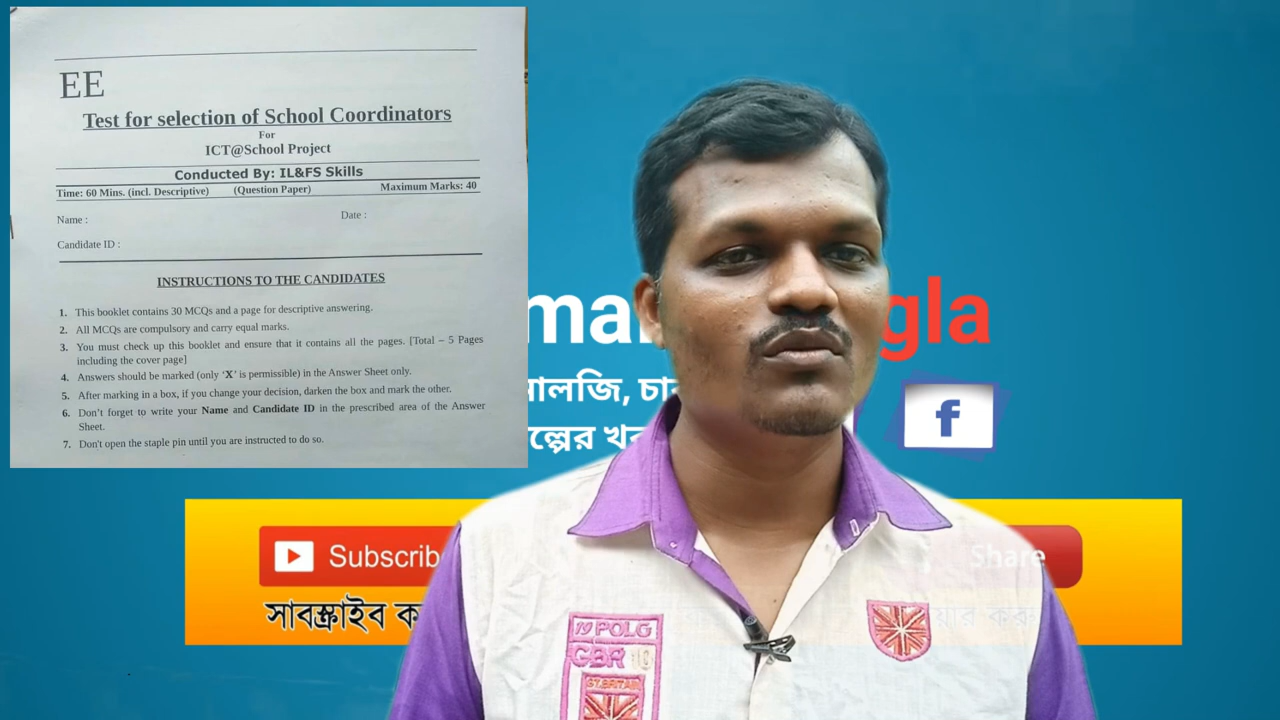 EE
Test for selection of School Coordinators
For
ICT@School Project
Conducted By: IL&FS Skills
Time: 60 Mins. (incl. Descriptive) (Question Paper) Maximum Marks: 40
Name : Date :
Candidate ID :
INSTRUCTIONS TO THE CANDIDATES
1. This booklet contains 30 MCQs and a page for descriptive answering.
2. All MCQs are compulsory and carry equal marks.
3. You must check up this booklet and ensure that it contains all the pages. [Total – 5 Pages
including the cover page]
4. Answers should be marked (only ‘X’ is permissible) in the Answer Sheet only.
5. After marking in a box, if you change your decision, darken the box and mark the other.
6. Don’t forget to write your Name and Candidate ID in the prescribed area of the Answer
Sheet.
7. Don't open the staple pin until you are instructed to do so.
f
Share
সাবস্ক্রাইব
19 POLG
GBR
GT.BRITAIN